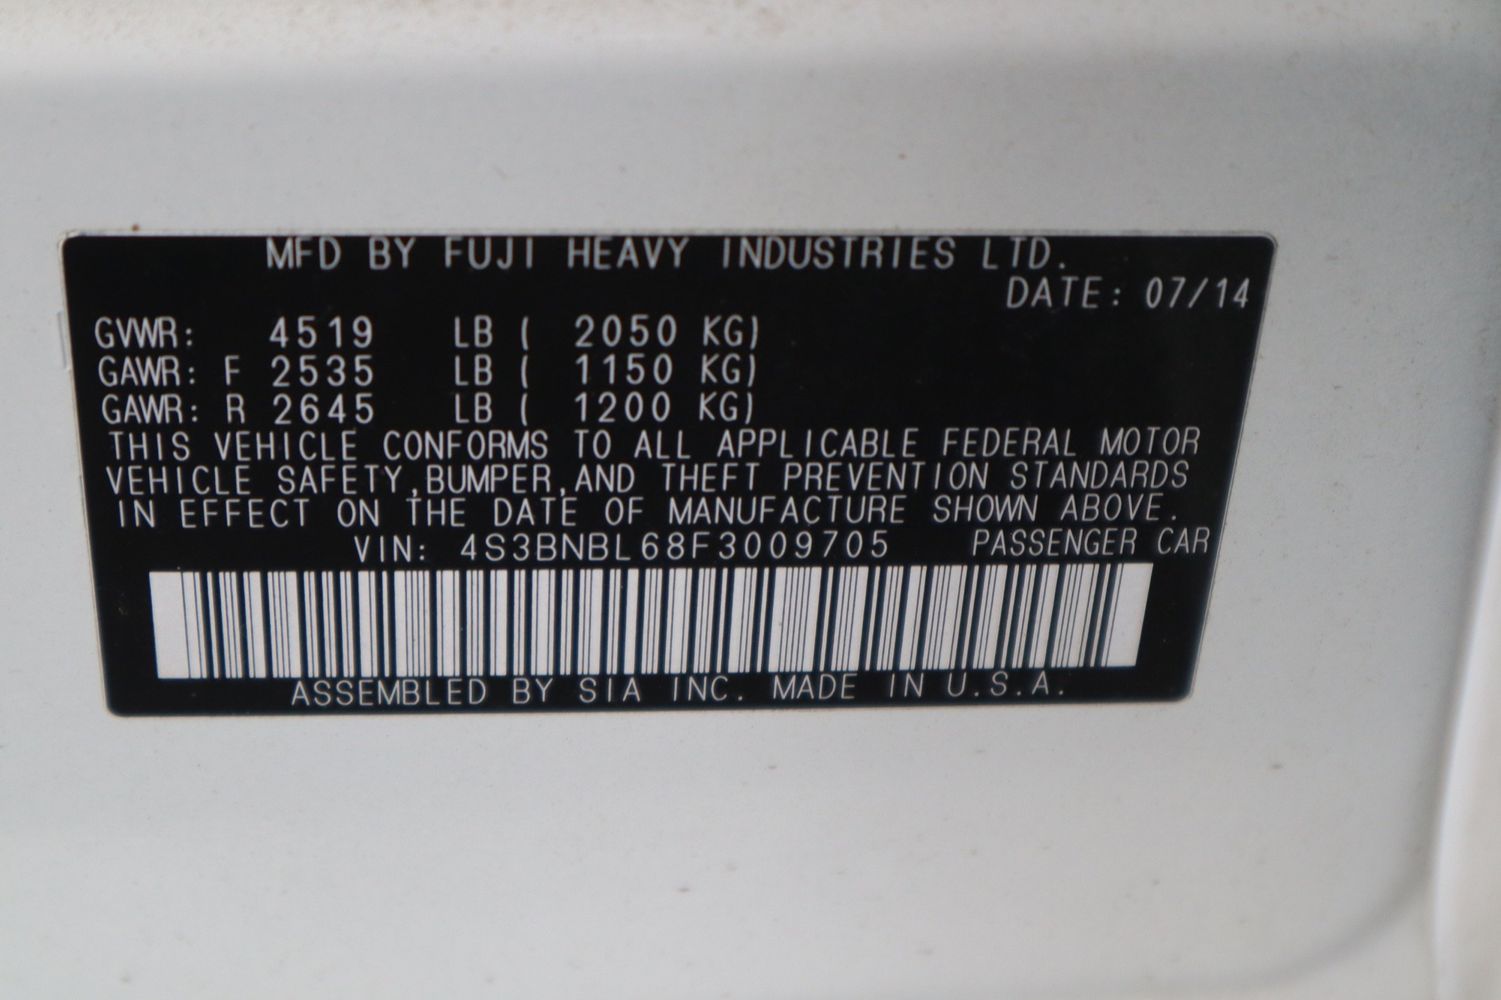 MFD BY FUJI HEAVY INDUSTRIES LTD.
DATE: 07/14
GVWR: 4519 LB ( 2050 KG)
GAWR: F 2535 LB ( 1150 KG)
GAWR: R 2645 LB ( 1200 KG)
THIS VEHICLE CONFORMS TO ALL APPLICABLE FEDERAL MOTOR
VEHICLE SAFETY,BUMPER,AND THEFT PREVENTION STANDARDS
IN EFFECT ON THE DATE OF MANUFACTURE SHOWN ABOVE.
VIN: 4S3BNBL68F3009705 PASSENGER CAR
ASSEMBLED BY SIA INC. MADE IN U.S.A.